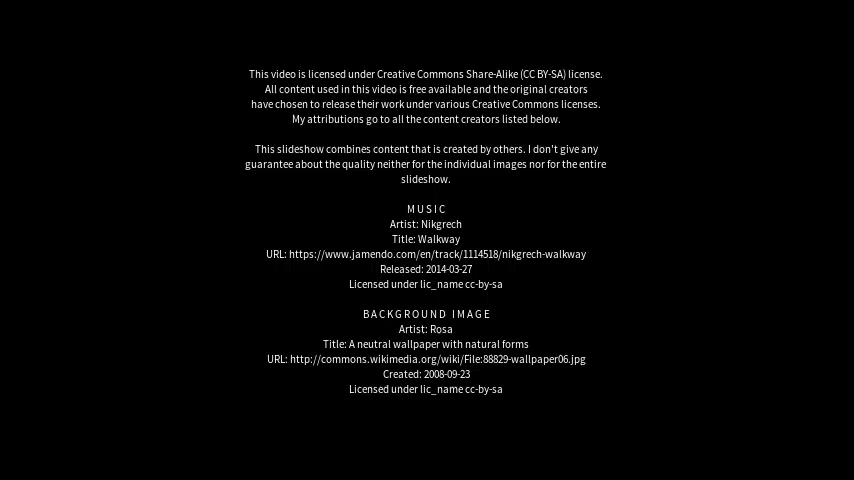 This video is licensed under Creative Commons Share-Alike (CC BY-SA) license.
All content used in this video is free available and the original creators
have chosen to release their work under various Creative Commons licenses.
My attributions go to all the content creators listed below.
This slideshow combines content that is created by others. I don't give any
guarantee about the quality neither for the individual images nor for the entire
slideshow.
MUSIC
Artist: Nikgrech
Title: Walkway
URL: https://www.jamendo.com/en/track/1114518/nikgrech-walkway
Released: 2014-03-27
Licensed under lic_name cc-by-sa
BACKGROUND IMAGE
Artist: Rosa
Title: A neutral wallpaper with natural forms
URL: http://commons.wikimedia.org/wiki/File:88829-wallpaper06.jpg
Created: 2008-09-23
Licensed under lic_name cc-by-sa